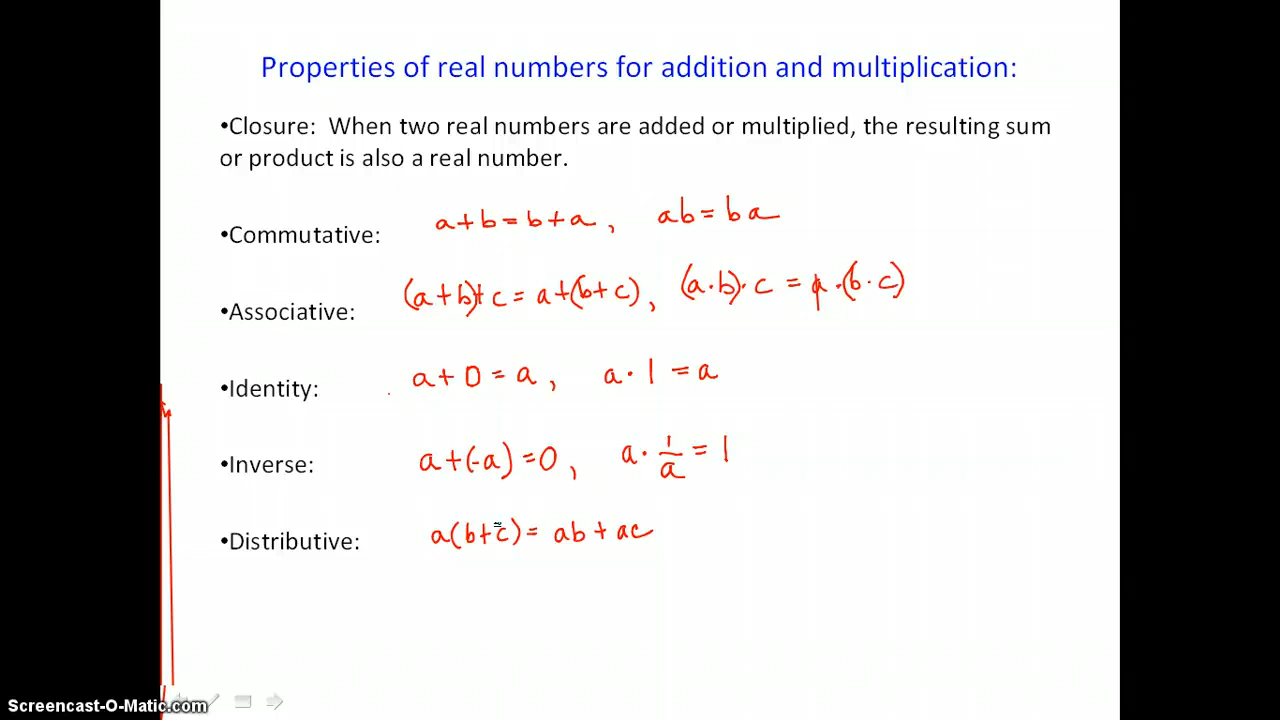 Properties of real numbers for addition and multiplication:
•Closure: When two real numbers are added or multiplied, the resulting sum
or product is also a real number.
•Commutative: a+b=b+a, ab=ba
•Associative: (a+b)+c=a+(b+c), (a·b)·c=a·(b·c)
•Identity: a+0=a, a·1=a
•Inverse: a+(-a)=0, a·1/a=1
•Distributive: a(b+c)=ab+ac
Screencast-O-Matic.com